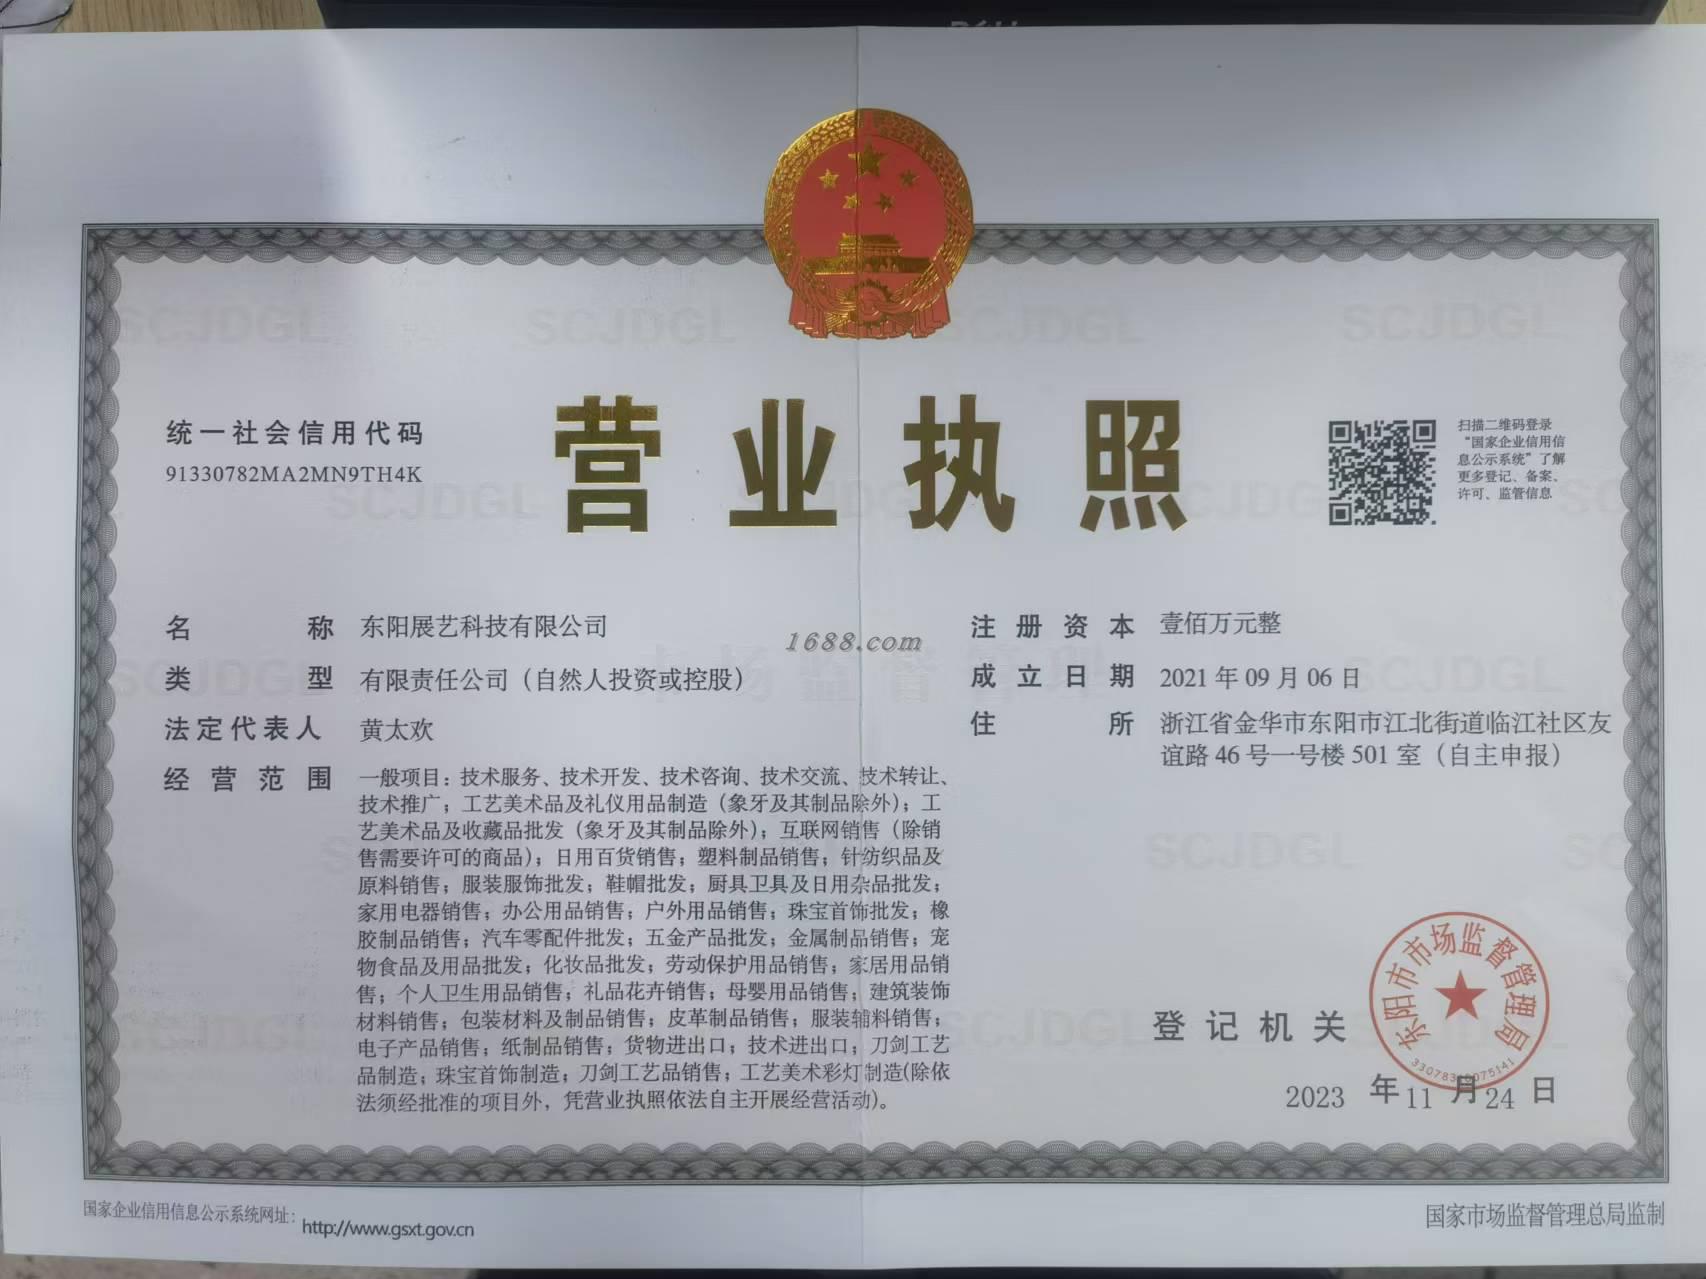 统一社会信用代码
91330782MA2MN9TH4K
营业执照
扫描二维码登录
“国家企业信用信
息公示系统”了解
更多登记、备案、
许可、监管信息
名称 东阳展艺科技有限公司
类型 有限责任公司（自然人投资或控股）
法定代表人 黄太欢
经营范围 一般项目：技术服务、技术开发、技术咨询、技术交流、技术转让、
技术推广；工艺美术品及礼仪用品制造（象牙及其制品除外）；工
艺美术品及收藏品批发（象牙及其制品除外）；互联网销售（除销
售需要许可的商品）；日用百货销售；塑料制品销售；针纺织品及
原料销售；服装服饰批发；鞋帽批发；厨具卫具及日用杂品批发；
家用电器销售；办公用品销售；户外用品销售；珠宝首饰批发；橡
胶制品销售；汽车零配件批发；五金产品批发；金属制品销售；宠
物食品及用品批发；化妆品批发；劳动保护用品销售；家居用品销
售；个人卫生用品销售；礼品花卉销售；母婴用品销售；建筑装饰
材料销售；包装材料及制品销售；皮革制品销售；服装辅料销售；
电子产品销售；纸制品销售；货物进出口；技术进出口；刀剑工艺
品制造；珠宝首饰制造；刀剑工艺品销售；工艺美术彩灯制造(除依
法须经批准的项目外，凭营业执照依法自主开展经营活动)。
1688.com
注册资本 壹佰万元整
成立日期 2021年09月06日
住所 浙江省金华市东阳市江北街道临江社区友
谊路46号一号楼501室（自主申报）
登记机关
东阳市市场监督管理局
2023年11月24日
国家企业信用信息公示系统网址：http://www.gsxt.gov.cn
国家市场监督管理总局监制
SCJDGL
市场监督管理